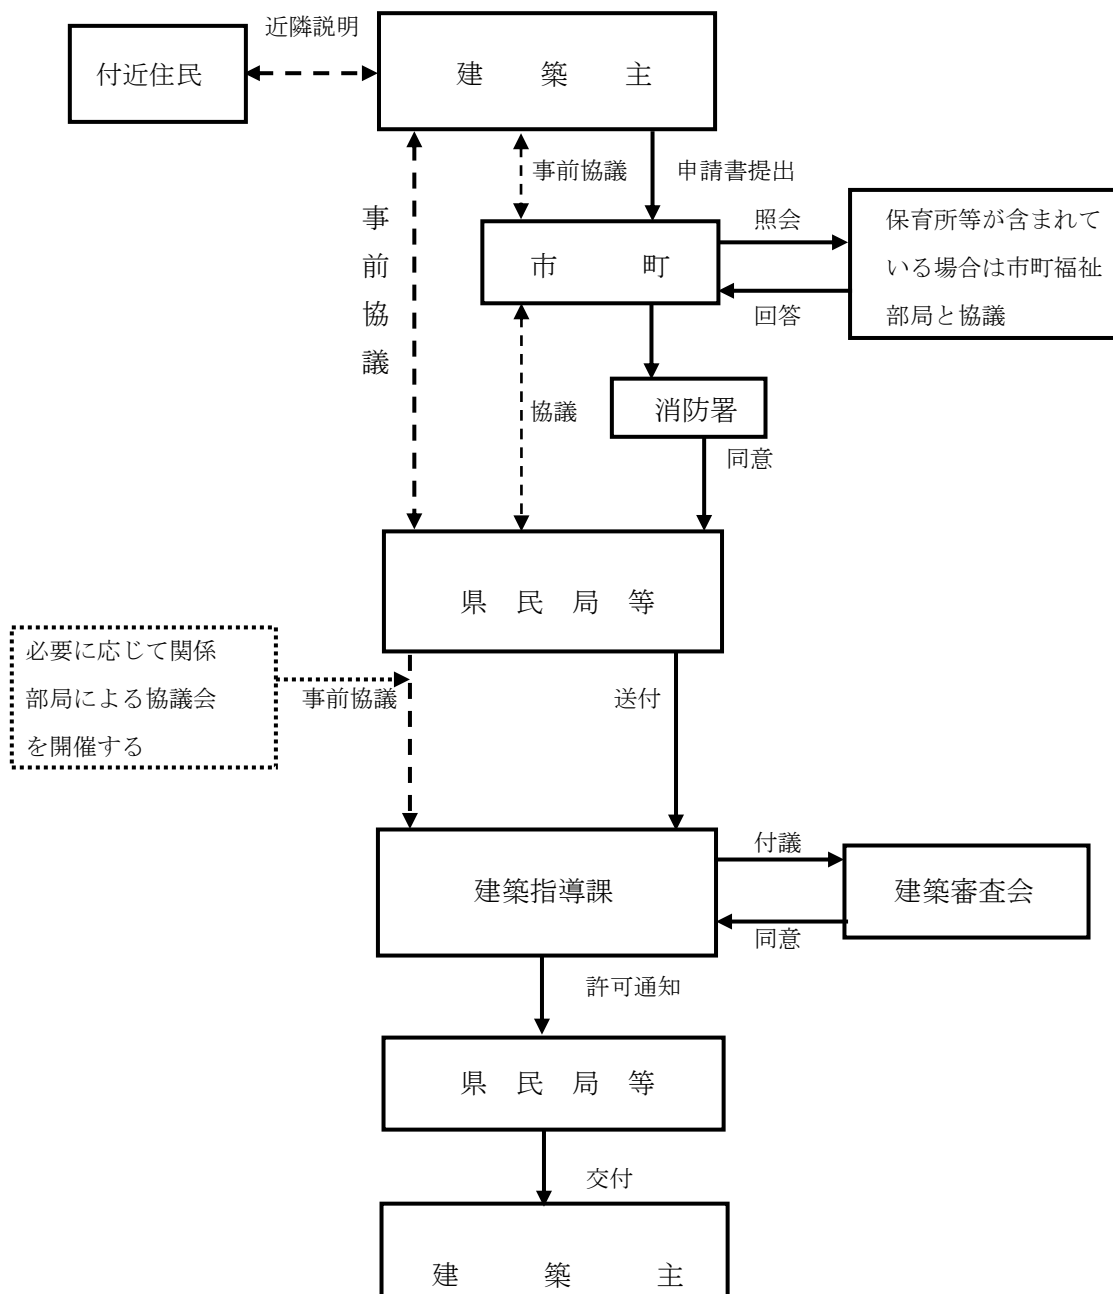 近隣説明
付近住民
建　築　主
事前協議
申請書提出
事前協議
市　町
照会
回答
保育所等が含まれて
いる場合は市町福祉
部局と協議
消防署
協議
同意
県　民　局　等
必要に応じて関係
部局による協議会
を開催する
事前協議
送付
建築指導課
付議
同意
建築審査会
許可通知
県　民　局　等
交付
建　築　主